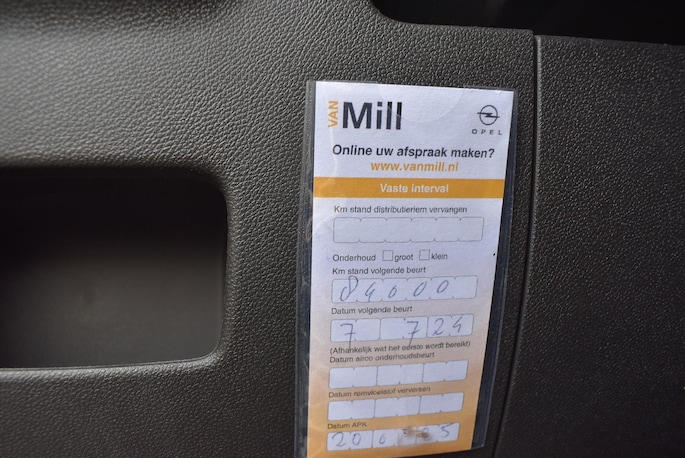 VAN Mill
OPEL
Online uw afspraak maken?
www.vanmill.nl
Vaste interval
Km stand distributieriem vervangen
Onderhoud groot klein
Km stand volgende beurt
84000
Datum volgende beurt
7 7 24
(Afhankelijk wat het eerste wordt bereikt)
Datum airco onderhoudsbeurt
Datum remvloeistof verversen
Datum APK